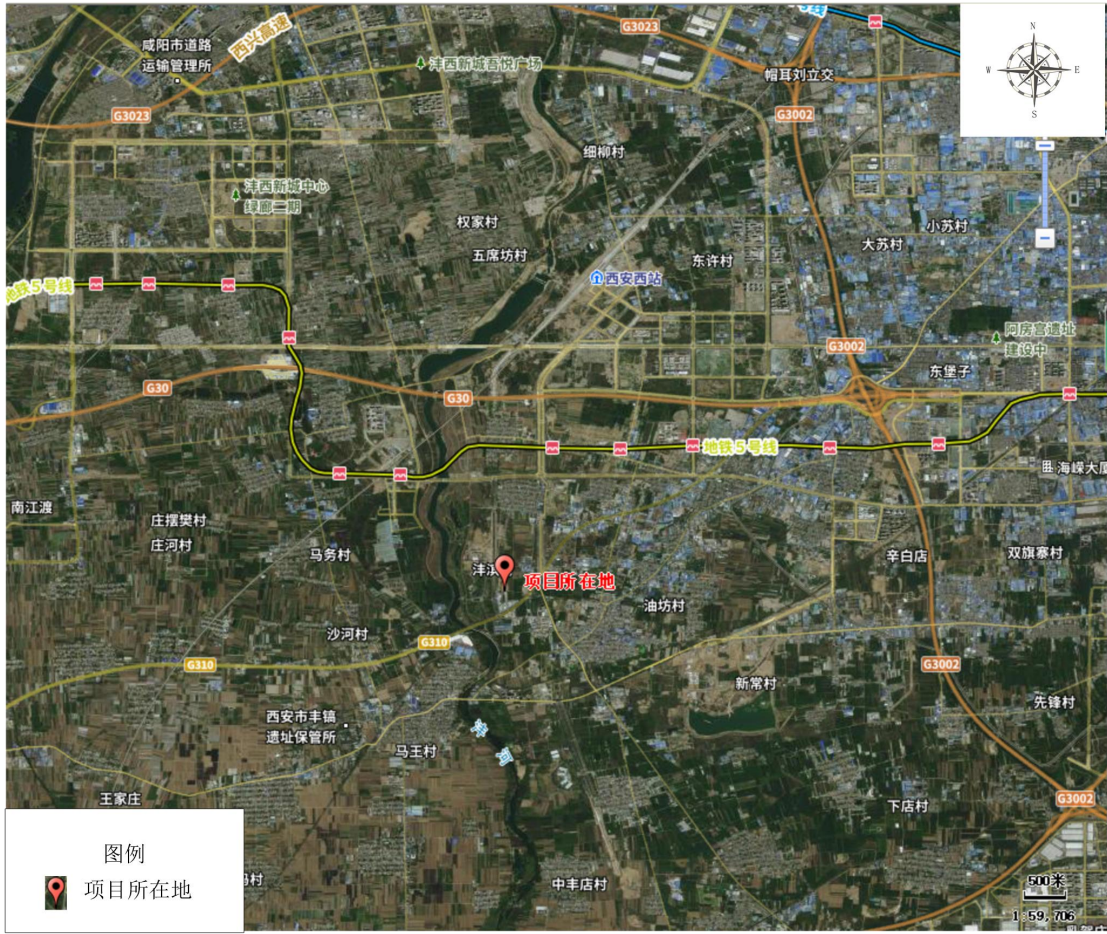 咸阳市道路
运输管理所
西兴高速
G3023
沣西新城吾悦广场
G3023
号线
帽耳刘立交
G3002
N
W
E
S
细柳村
沣西新城中心
绿廊二期
权家村
五席坊村
西安西站
东许村
大苏村
小苏村
地铁5号线
阿房宫遗址
建设中
G3002
东堡子
G30
G30
地铁5号线
海嵘大厦
南江渡
庄摆樊村
庄河村
马务村
项目所在地
油坊村
辛白店
双旗寨村
沙河村
G310
G310
G3002
新常村
先锋村
西安市丰镐
遗址保管所
马王村
沣河
王家庄
下店村
G3002
图例
项目所在地
村
中丰店村
500米
1:59,706